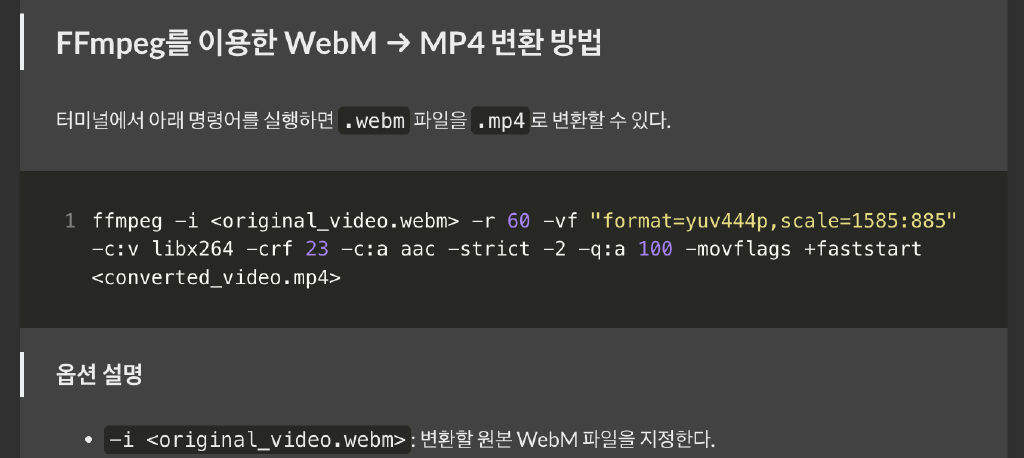 FFmpeg를 이용한 WebM → MP4 변환 방법
터미널에서 아래 명령어를 실행하면 .webm 파일을 .mp4 로 변환할 수 있다.
1 ffmpeg -i <original_video.webm> -r 60 -vf "format=yuv444p,scale=1585:885"
-c:v libx264 -crf 23 -c:a aac -strict -2 -q:a 100 -movflags +faststart
<converted_video.mp4>
옵션 설명
• -i <original_video.webm> : 변환할 원본 WebM 파일을 지정한다.